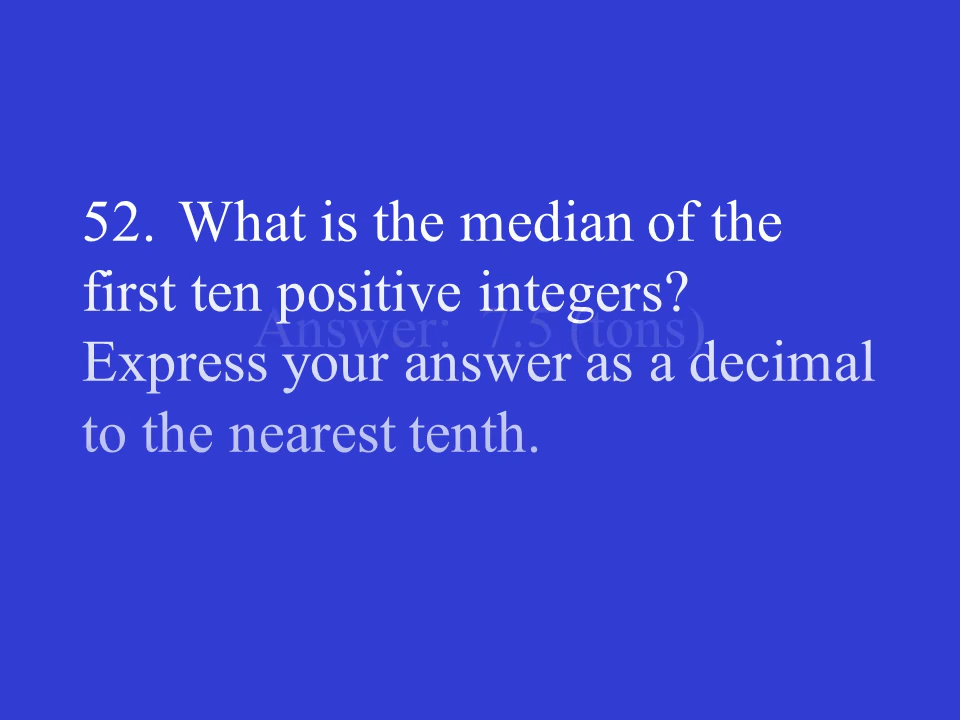 52. What is the median of the
first ten positive integers?
Answer: 7.5 (tons)
Express your answer as a decimal
to the nearest tenth.